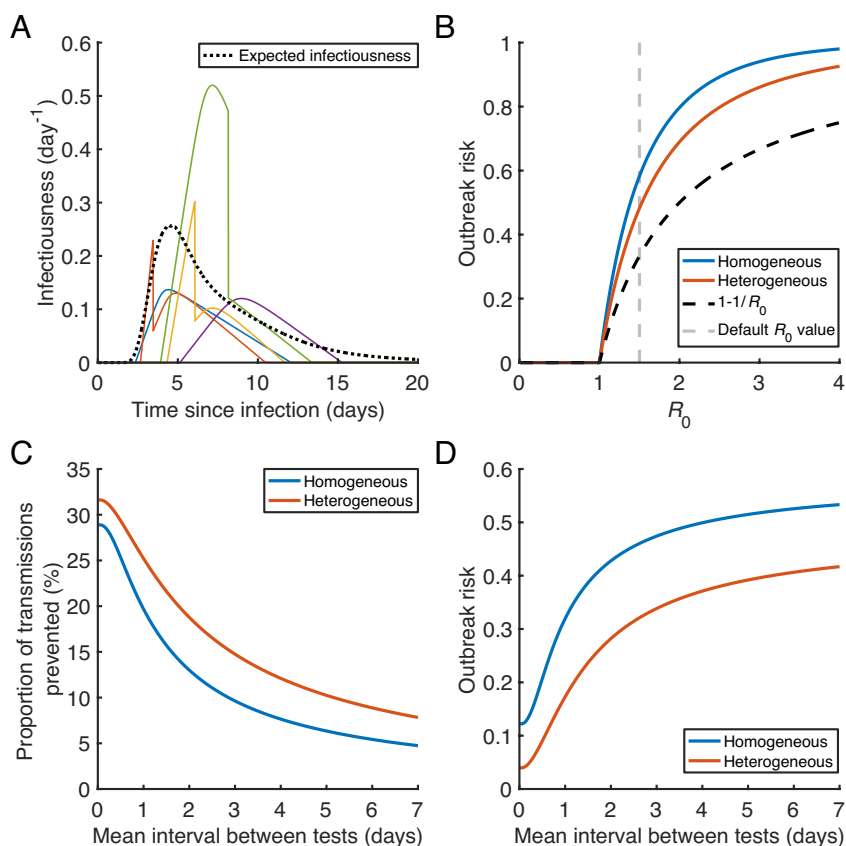 A
Infectiousness (day-1)
0.6
0.5
0.4
0.3
0.2
0.1
0
Expected infectiousness
0 5 10 15 20
Time since infection (days)
B
Outbreak risk
1
0.8
0.6
0.4
0.2
0
Homogeneous
Heterogeneous
1-1/R0
Default R0 value
0 1 2 3 4
R0
C
Proportion of transmissions
prevented (%)
35
30
25
20
15
10
5
0
Homogeneous
Heterogeneous
0 1 2 3 4 5 6 7
Mean interval between tests (days)
D
Outbreak risk
0.6
0.5
0.4
0.3
0.2
0.1
0
Homogeneous
Heterogeneous
0 1 2 3 4 5 6 7
Mean interval between tests (days)